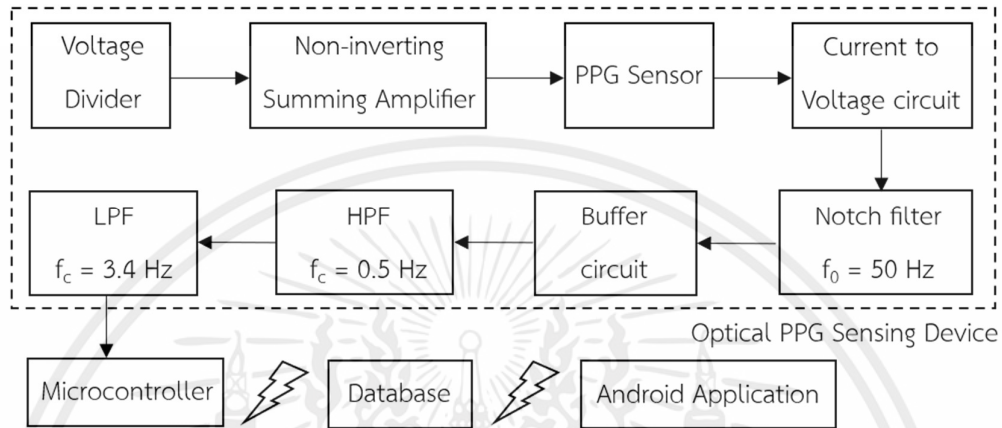 Voltage
Divider
Non-inverting
Summing Amplifier
PPG Sensor
Current to
Voltage circuit
LPF
f_c = 3.4 Hz
HPF
f_c = 0.5 Hz
Buffer
circuit
Notch filter
f_0 = 50 Hz
Optical PPG Sensing Device
Microcontroller
Database
Android Application